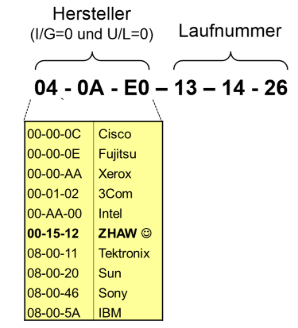 Hersteller
(I/G=0 und U/L=0)
Laufnummer
04 - 0A - E0 – 13 – 14 - 26
00-00-0C Cisco
00-00-0E Fujitsu
00-00-AA Xerox
00-01-02 3Com
00-AA-00 Intel
00-15-12 ZHAW ☺
08-00-11 Tektronix
08-00-20 Sun
08-00-46 Sony
08-00-5A IBM